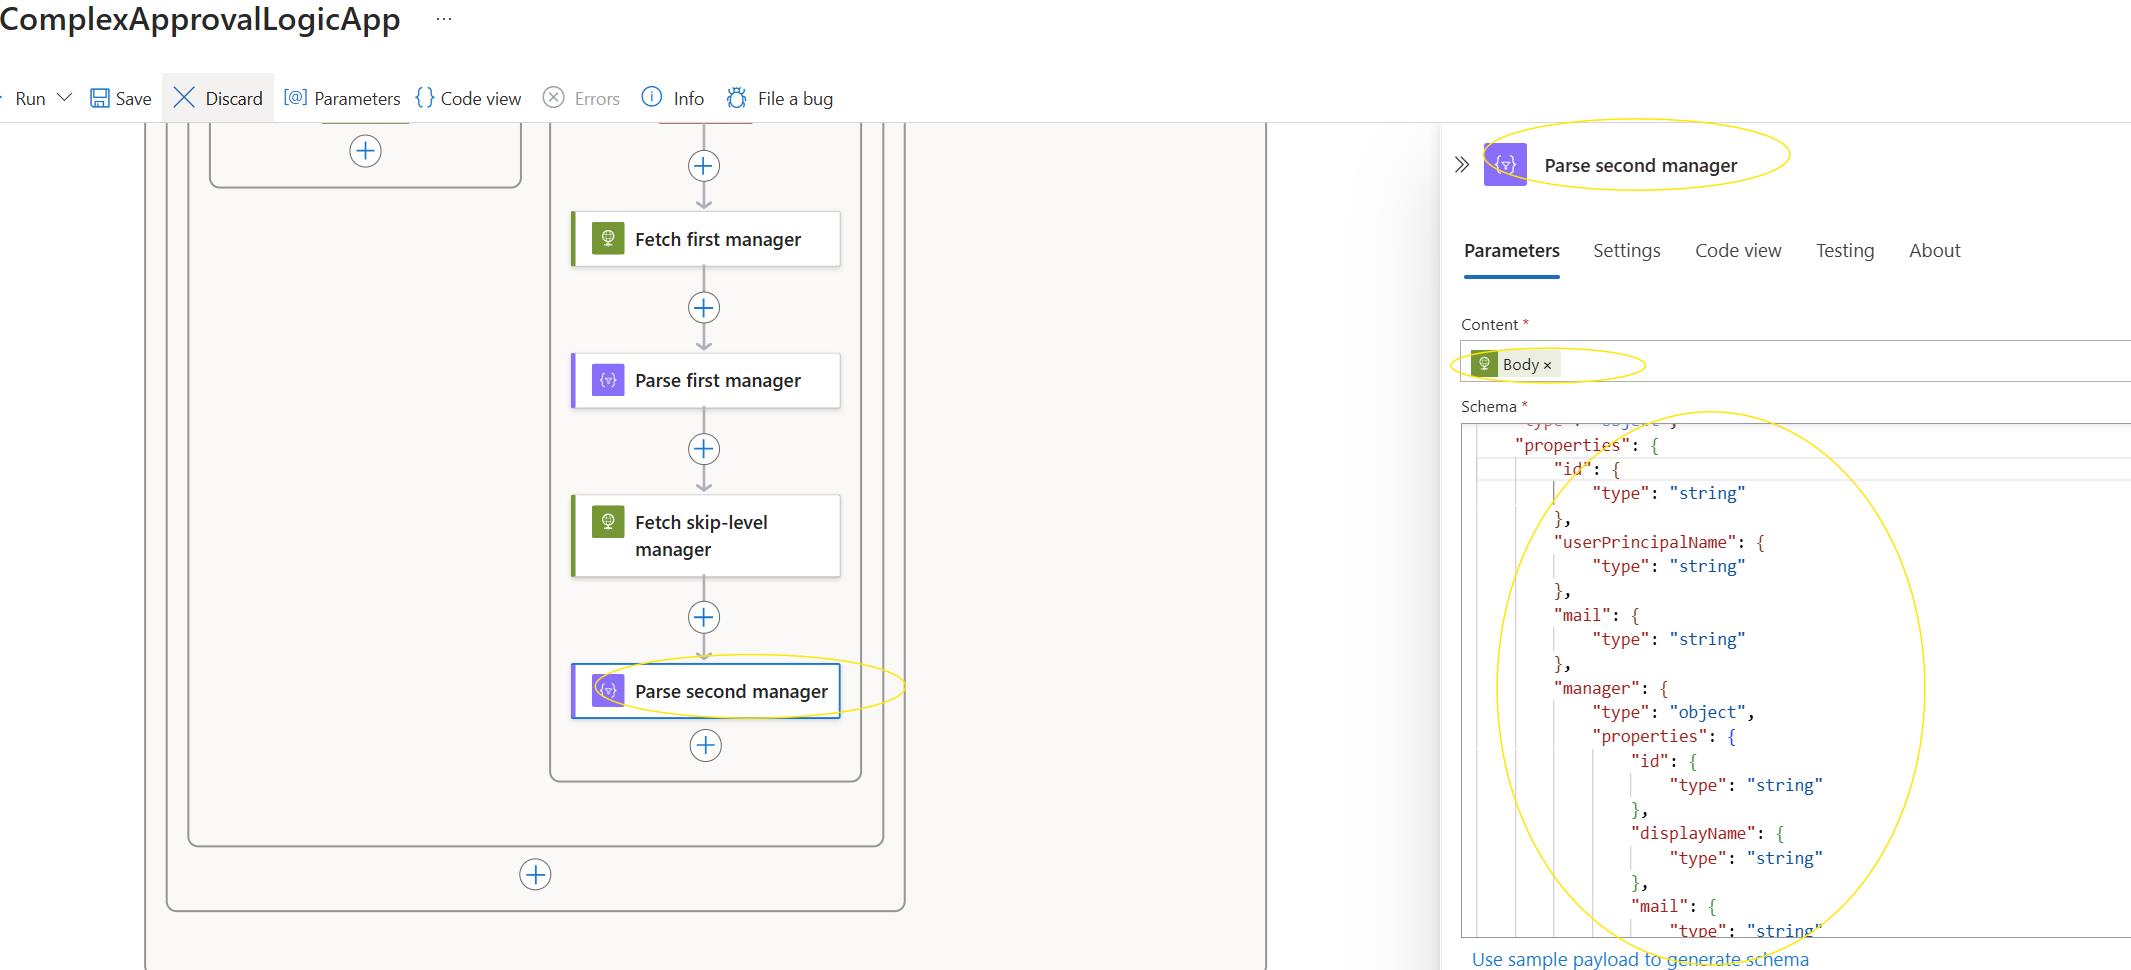 ComplexApprovalLogicApp ...
Run Save Discard [@] Parameters {} Code view Errors Info File a bug
Fetch first manager
Parse first manager
Fetch skip-level
manager
Parse second manager
Parse second manager
Parameters Settings Code view Testing About
Content *
Body ×
Schema *
"type": "object",
"properties": {
"id": {
"type": "string"
},
"userPrincipalName": {
"type": "string"
},
"mail": {
"type": "string"
},
"manager": {
"type": "object",
"properties": {
"id": {
"type": "string"
},
"displayName": {
"type": "string"
},
"mail": {
"type": "string"
Use sample payload to generate schema